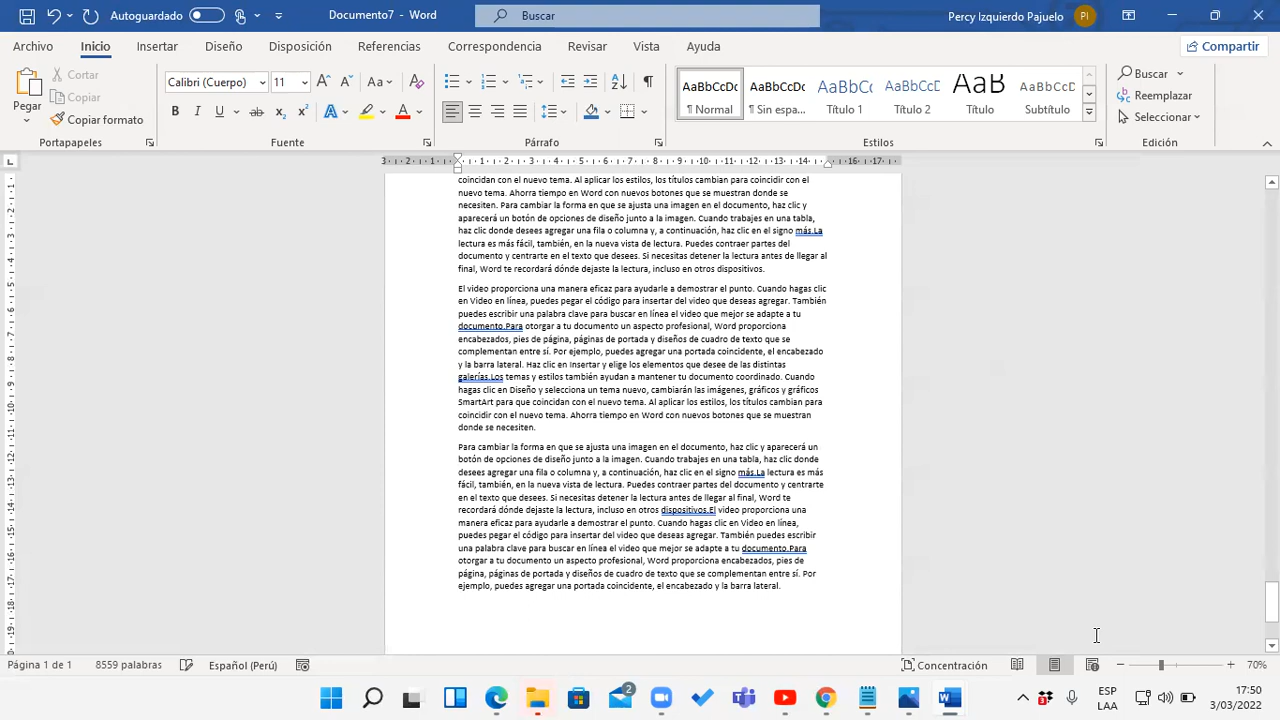 Autoguardado
Documento7 - Word
Buscar
Percy Izquierdo Pajuelo
PI
Archivo Inicio Insertar Diseño Disposición Referencias Correspondencia Revisar Vista Ayuda
Compartir
Pegar
Cortar
Copiar
Copiar formato
Portapapeles
Calibri (Cuerpo) 11
Fuente
Párrafo
AaBbCcDc AaBbCcDc AaBbCc AaBbCcD AaB AaBbCcD
¶ Normal ¶ Sin espa... Título 1 Título 2 Título Subtítulo
Estilos
Buscar
Reemplazar
Seleccionar
Edición
3 2 1 1 2 3 4 5 6 7 8 9 10 11 12 13 14 16 17
coincidan con el nuevo tema. Al aplicar los estilos, los títulos cambian para coincidir con el
nuevo tema. Ahorra tiempo en Word con nuevos botones que se muestran donde se
necesiten. Para cambiar la forma en que se ajusta una imagen en el documento, haz clic y
aparecerá un botón de opciones de diseño junto a la imagen. Cuando trabajes en una tabla,
haz clic donde desees agregar una fila o columna y, a continuación, haz clic en el signo más.La
lectura es más fácil, también, en la nueva vista de lectura. Puedes contraer partes del
documento y centrarte en el texto que desees. Si necesitas detener la lectura antes de llegar al
final, Word te recordará dónde dejaste la lectura, incluso en otros dispositivos.
El video proporciona una manera eficaz para ayudarle a demostrar el punto. Cuando hagas clic
en Video en línea, puedes pegar el código para insertar del video que deseas agregar. También
puedes escribir una palabra clave para buscar en línea el video que mejor se adapte a tu
documento.Para otorgar a tu documento un aspecto profesional, Word proporciona
encabezados, pies de página, páginas de portada y diseños de cuadro de texto que se
complementan entre sí. Por ejemplo, puedes agregar una portada coincidente, el encabezado
y la barra lateral. Haz clic en Insertar y elige los elementos que desee de las distintas
galerías.Los temas y estilos también ayudan a mantener tu documento coordinado. Cuando
hagas clic en Diseño y selecciona un tema nuevo, cambiarán las imágenes, gráficos y gráficos
SmartArt para que coincidan con el nuevo tema. Al aplicar los estilos, los títulos cambian para
coincidir con el nuevo tema. Ahorra tiempo en Word con nuevos botones que se muestran
donde se necesiten.
Para cambiar la forma en que se ajusta una imagen en el documento, haz clic y aparecerá un
botón de opciones de diseño junto a la imagen. Cuando trabajes en una tabla, haz clic donde
desees agregar una fila o columna y, a continuación, haz clic en el signo más.La lectura es más
fácil, también, en la nueva vista de lectura. Puedes contraer partes del documento y centrarte
en el texto que desees. Si necesitas detener la lectura antes de llegar al final, Word te
recordará dónde dejaste la lectura, incluso en otros dispositivos.El video proporciona una
manera eficaz para ayudarle a demostrar el punto. Cuando hagas clic en Video en línea,
puedes pegar el código para insertar del video que deseas agregar. También puedes escribir
una palabra clave para buscar en línea el video que mejor se adapte a tu documento.Para
otorgar a tu documento un aspecto profesional, Word proporciona encabezados, pies de
página, páginas de portada y diseños de cuadro de texto que se complementan entre sí. Por
ejemplo, puedes agregar una portada coincidente, el encabezado y la barra lateral.
Página 1 de 1 8559 palabras Español (Perú)
Concentración
70%
2
3
ESP
LAA
17:50
3/03/2022